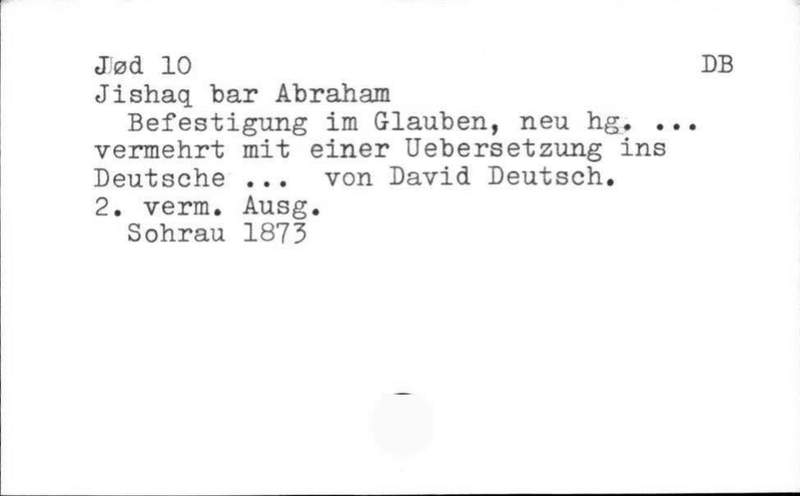 Jød 10 DB
Jishaq bar Abraham
Befestigung im Glauben, neu hg. ...
vermehrt mit einer Uebersetzung ins
Deutsche ... von David Deutsch.
2. verm. Ausg.
Sohrau 1873